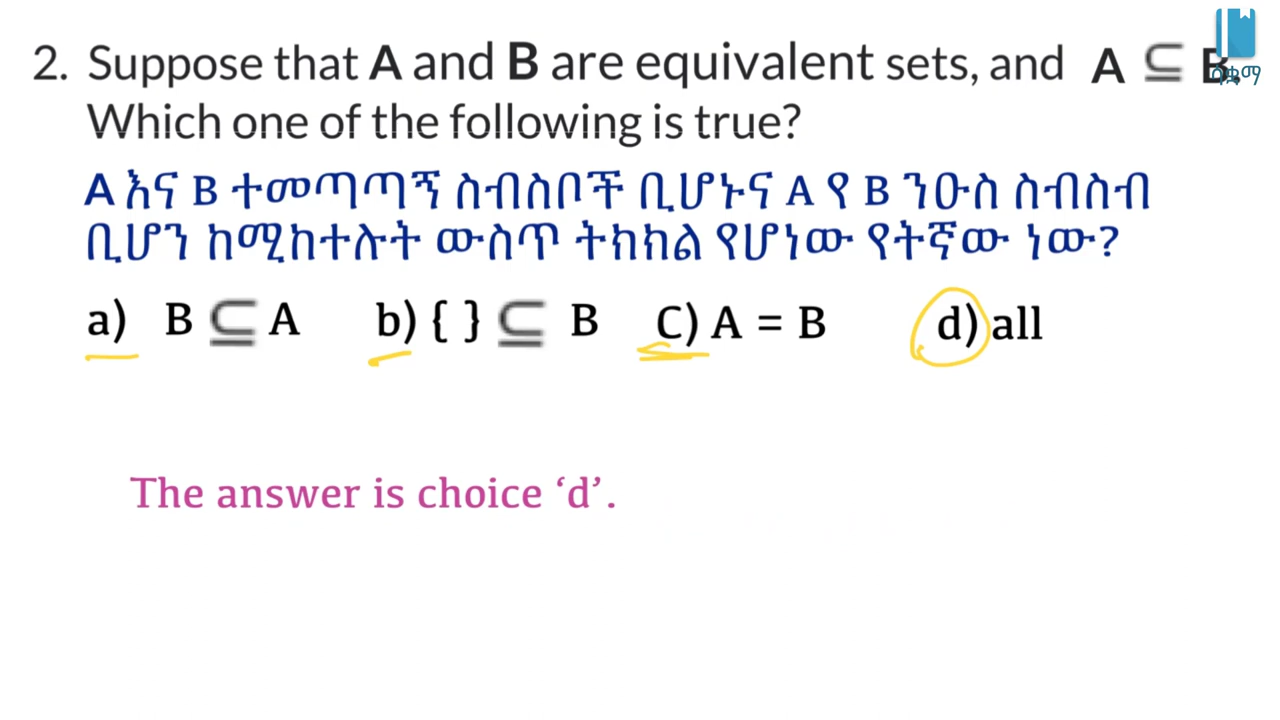 2. Suppose that A and B are equivalent sets, and A ⊆ B.
Which one of the following is true?
A እና B ተመጣጣኝ ስብስቦች ቢሆኑና A የ B ንዑስ ስብስብ
ቢሆን ከሚከተሉት ውስጥ ትክክል የሆነው የትኛው ነው?
a) B ⊆ A b) { } ⊆ B C) A = B d) all
The answer is choice ‘d’.